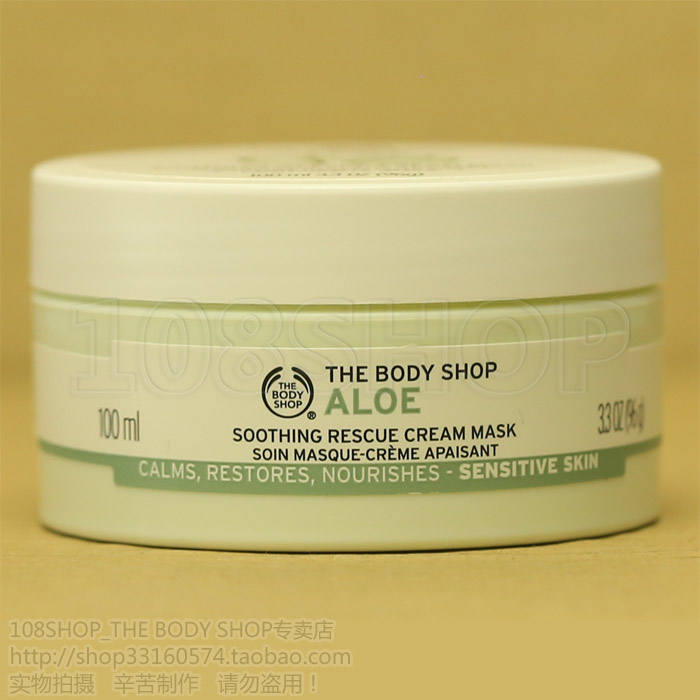 108SHOP
THE BODY SHOP
THE
BODY
SHOP
®
ALOE
100 ml
3.3 OZ (96 g)
SOOTHING RESCUE CREAM MASK
SOIN MASQUE-CRÈME APAISANT
CALMS, RESTORES, NOURISHES - SENSITIVE SKIN
108SHOP_THE BODY SHOP专卖店
http://shop33160574.taobao.com
实物拍摄 辛苦制作 请勿盗用！